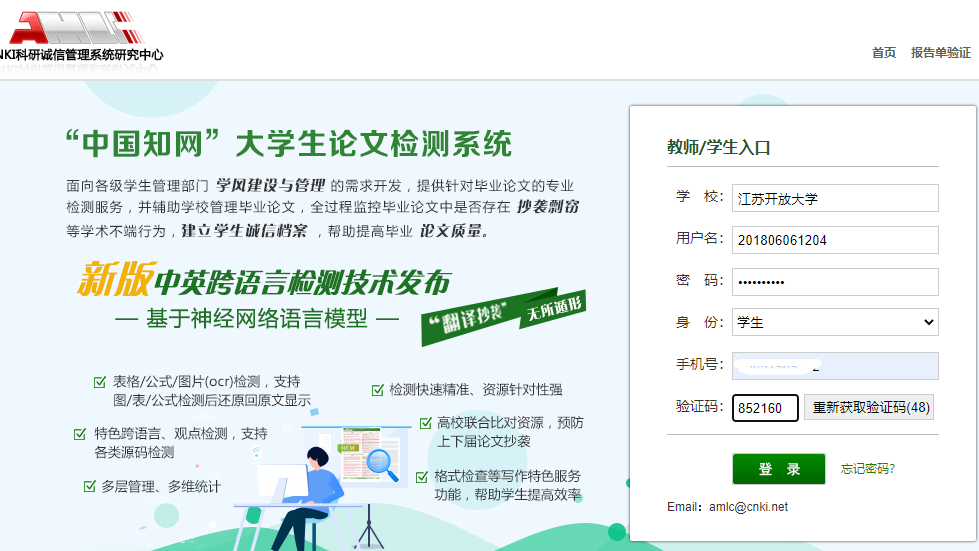 AMLC
NKI科研诚信管理系统研究中心
首页 报告单验证
“中国知网”大学生论文检测系统
面向各级学生管理部门 学风建设与管理 的需求开发，提供针对毕业论文的专业
检测服务，并辅助学校管理毕业论文，全过程监控毕业论文中是否存在 抄袭剽窃
等学术不端行为，建立学生诚信档案 ，帮助提高毕业 论文质量。
新版中英跨语言检测技术发布
— 基于神经网络语言模型 —
“翻译抄袭”
无所遁形
表格/公式/图片(ocr)检测，支持
图/表/公式检测后还原回原文显示
检测快速精准、资源针对性强
特色跨语言、观点检测，支持
各类源码检测
高校联合比对资源，预防
上下届论文抄袭
多层管理、多维统计
格式检查等写作特色服务
功能，帮助学生提高效率
NEW
教师/学生入口
学 校： 江苏开放大学
用户名： 201806061204
密 码： ••••••••••
身 份： 学生
手机号：
验证码： 852160 重新获取验证码(48)
登 录 忘记密码?
Email：amlc@cnki.net